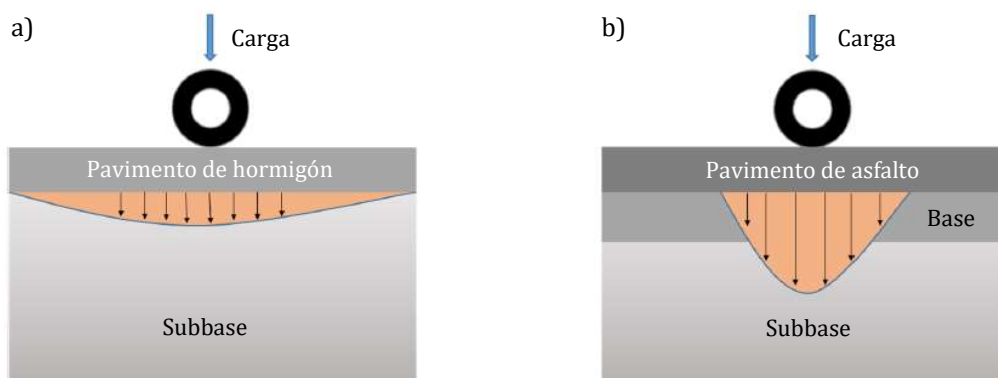 a)
Carga
Pavimento de hormigón
Subbase
b)
Carga
Pavimento de asfalto
Base
Subbase